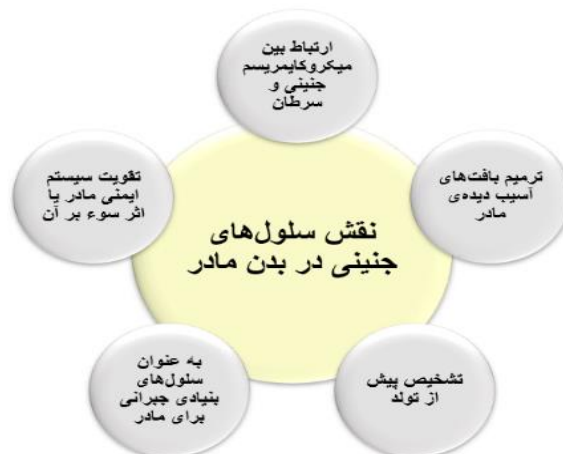 ارتباط بین
میکروکایمریسم
جنینی و
سرطان
ترمیم بافت‌های
آسیب دیده‌ی
مادر
تقویت سیستم
ایمنی مادر یا
اثر سوء بر آن
نقش سلول‌های
جنینی در بدن مادر
تشخیص پیش
از تولد
به عنوان
سلول‌های
بنیادی جبرانی
برای مادر